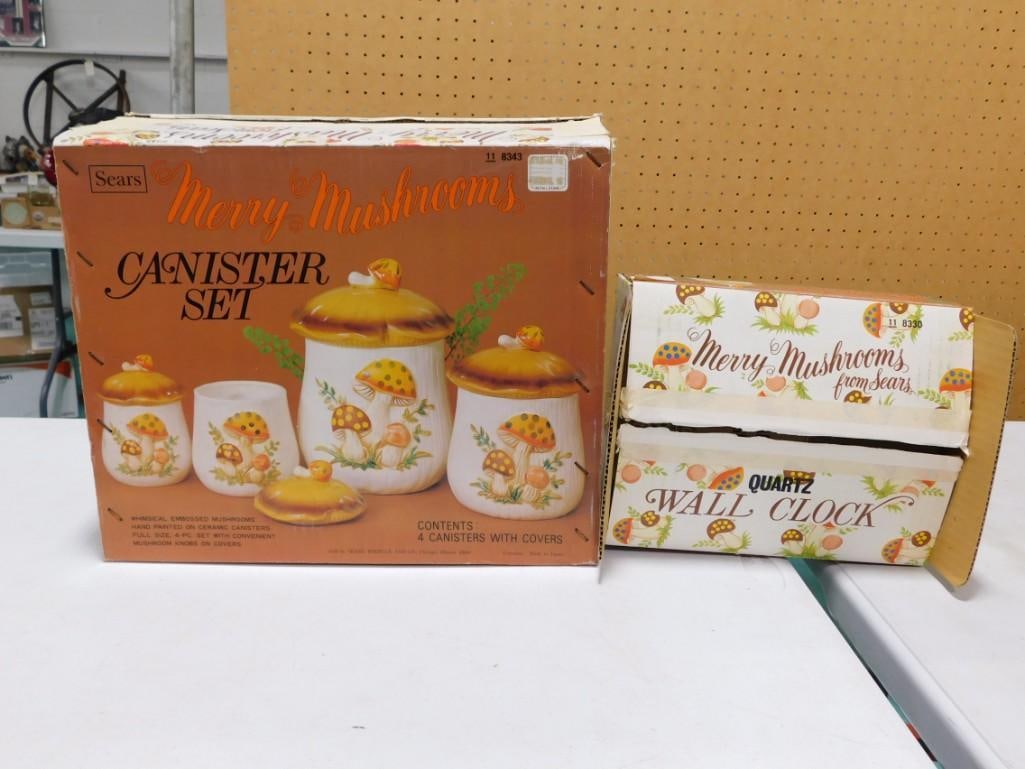 Sears
Merry Mushrooms
11 8343
CANISTER
SET
WHIMSICAL EMBOSSED MUSHROOMS
HAND PAINTED ON CERAMIC CANISTERS
FULL SIZE, 4-PC. SET WITH CONVENIENT
MUSHROOM KNOBS ON COVERS
CONTENTS:
4 CANISTERS WITH COVERS
11 8330
Merry Mushrooms
from Sears
QUARTZ
WALL CLOCK